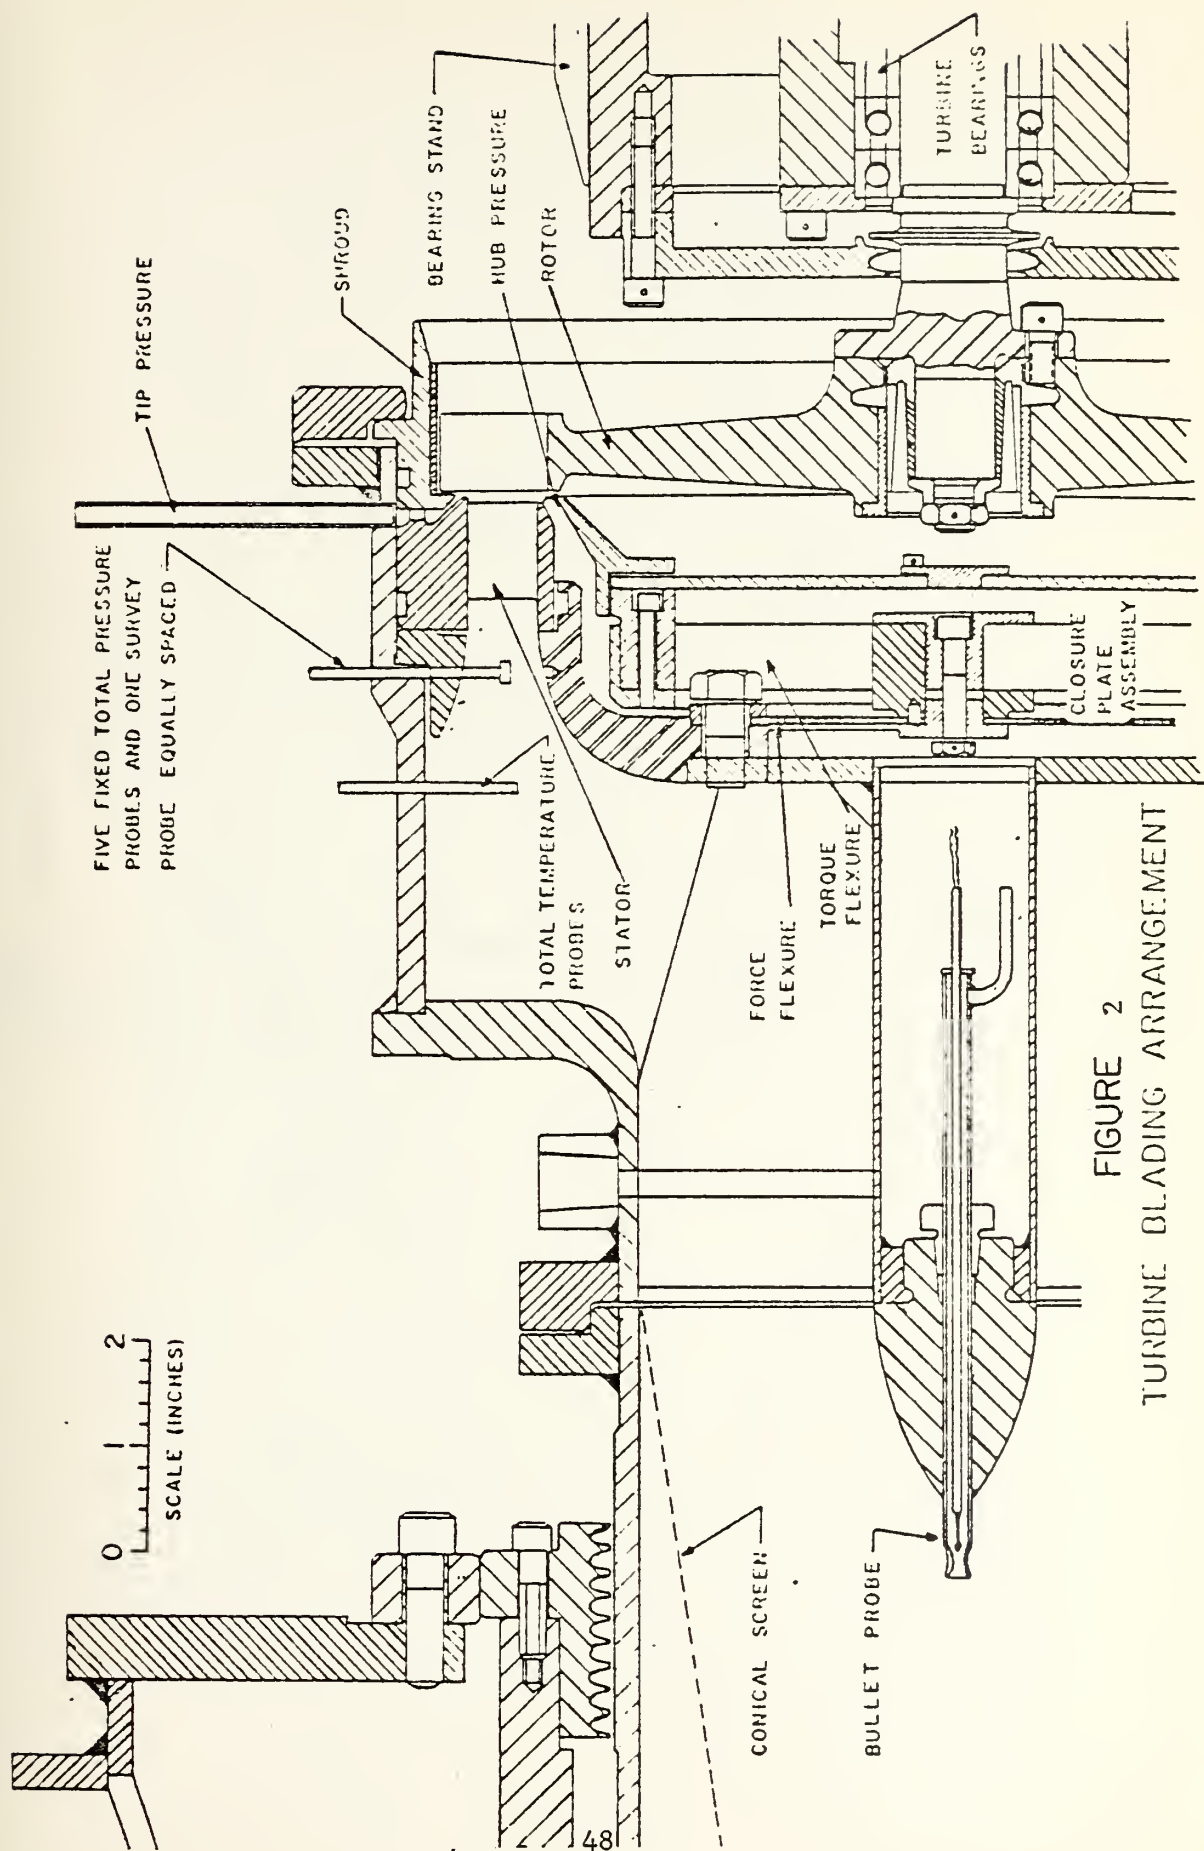 TIP PRESSURE
FIVE FIXED TOTAL PRESSURE
PROBES AND ONE SURVEY
PROBE EQUALLY SPACED
SHROUD
BEARING STAND
HUB PRESSURE
ROTOR
TURBINE
BEARINGS
TOTAL TEMPERATURE
PROBES
STATOR
FORCE
FLEXURE
TORQUE
FLEXURE
CLOSURE
PLATE
ASSEMBLY
0 1 2
SCALE (INCHES)
CONICAL SCREEN
BULLET PROBE
FIGURE 2
TURBINE BLADING ARRANGEMENT
48